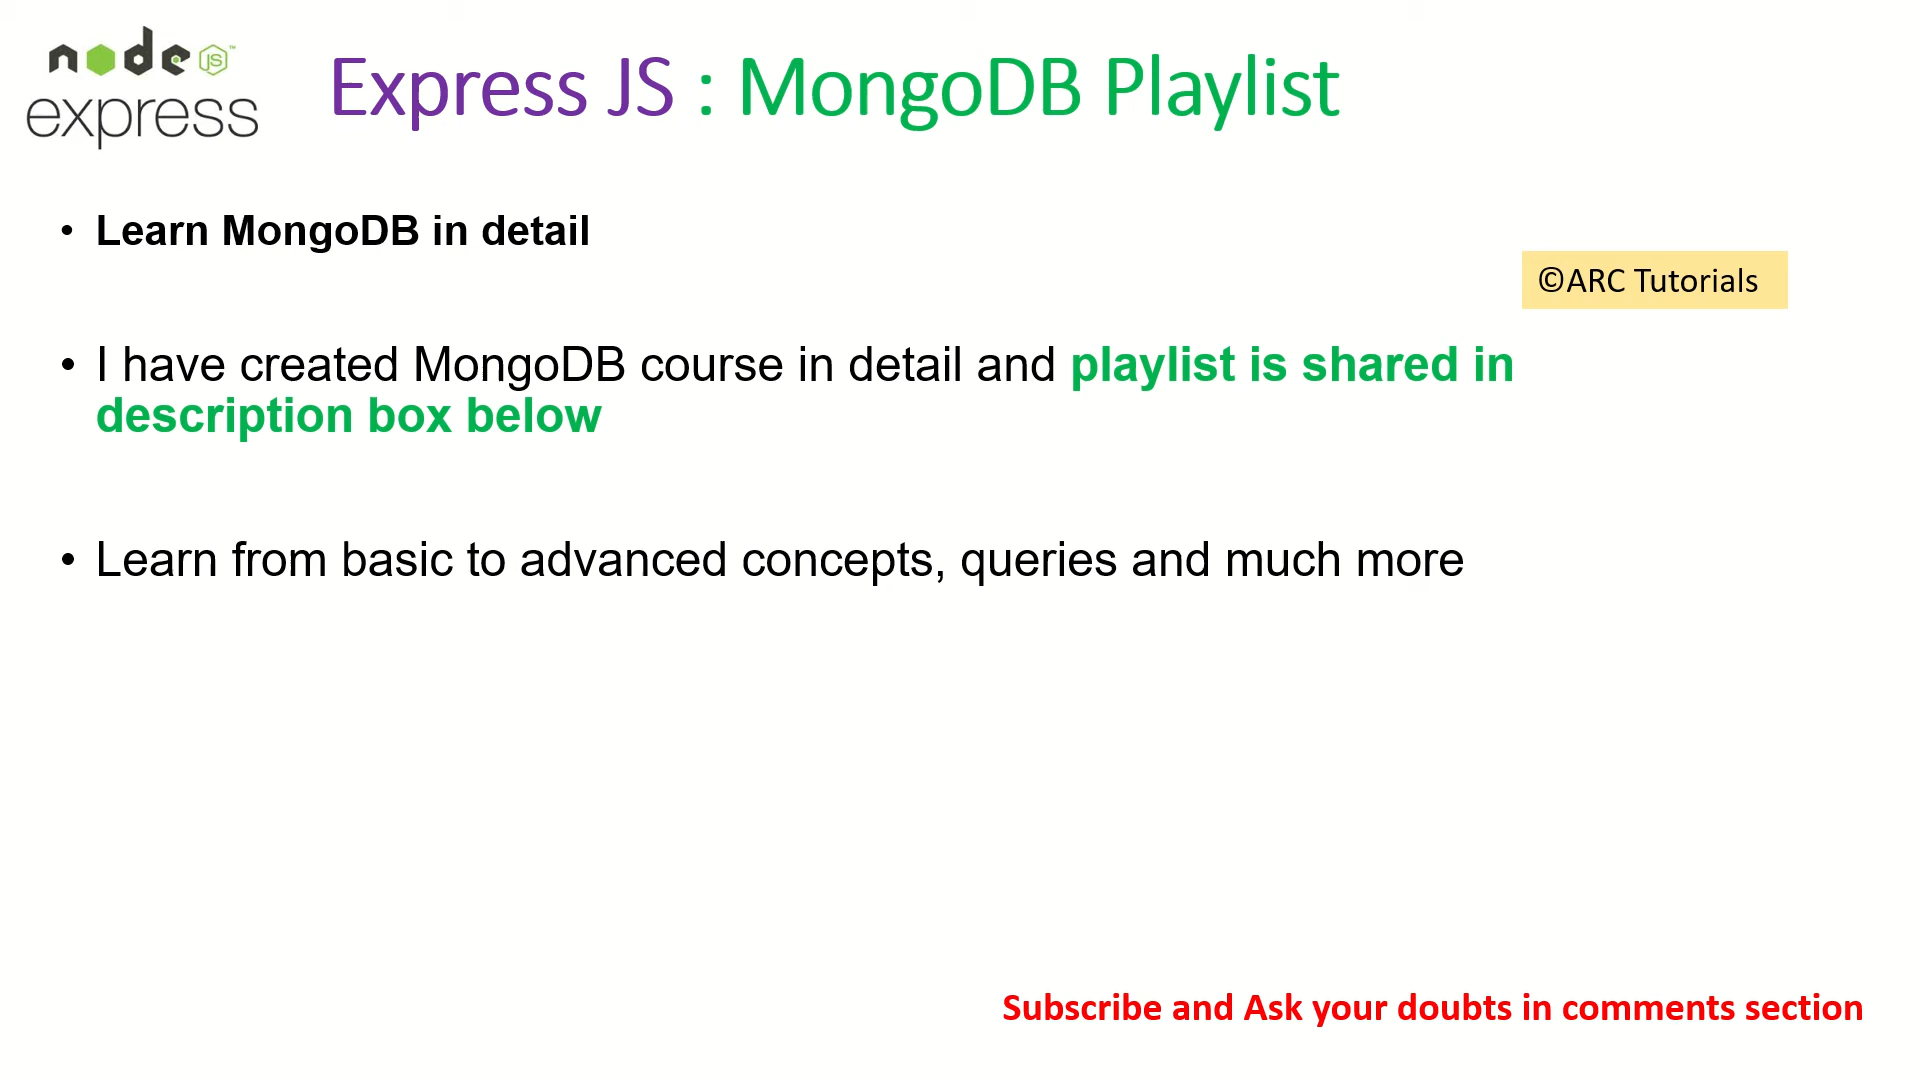 node JS ™
express
Express JS : MongoDB Playlist
• Learn MongoDB in detail
©ARC Tutorials
• I have created MongoDB course in detail and playlist is shared in
description box below
• Learn from basic to advanced concepts, queries and much more
Subscribe and Ask your doubts in comments section